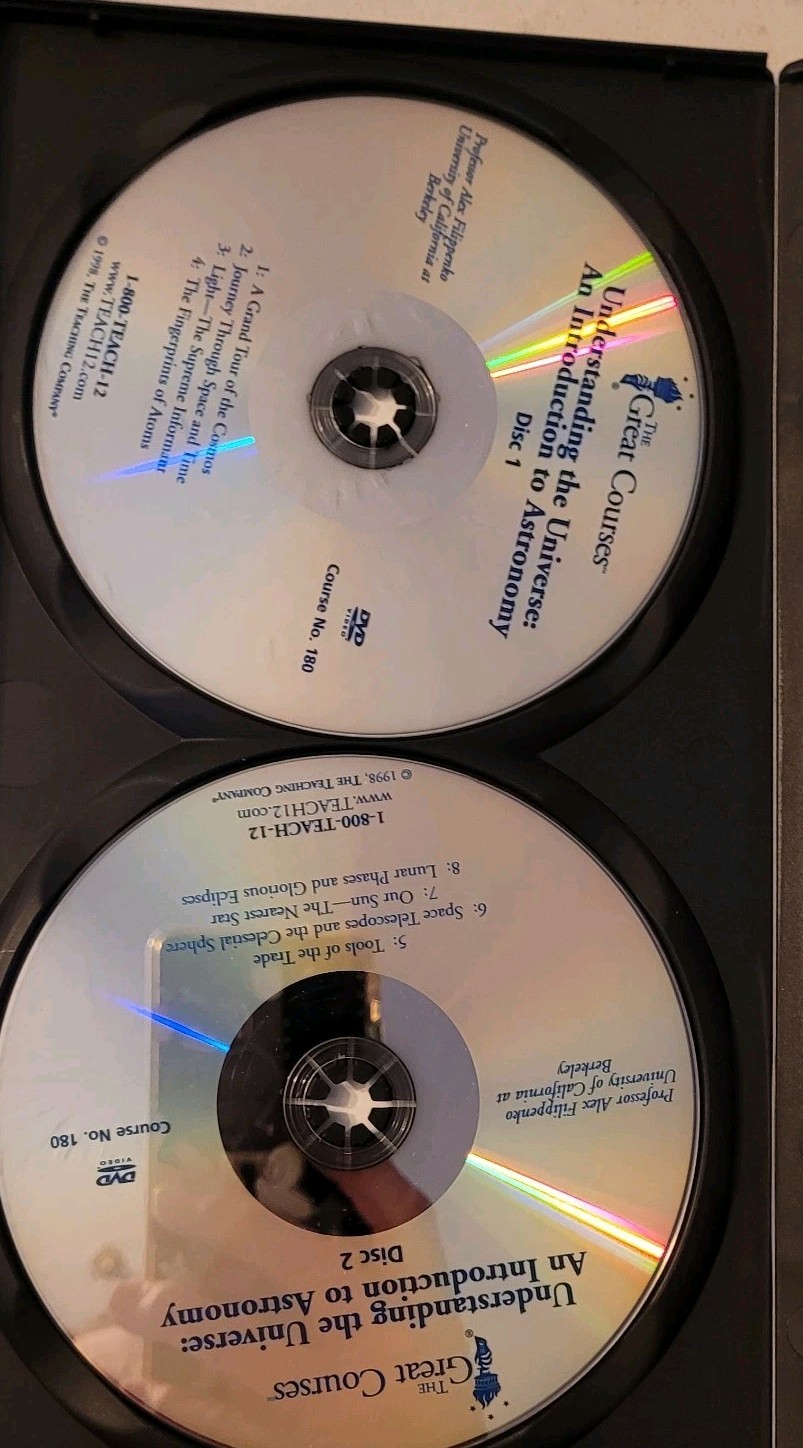 THE
Great Courses™
®
Understanding the Universe:
An Introduction to Astronomy
Disc 1
Professor Alex Filippenko
University of California at
Berkeley
DVD
VIDEO
Course No. 180
1: A Grand Tour of the Cosmos
2: Journey Through Space and Time
3: Light—The Supreme Informant
4: The Fingerprints of Atoms
1-800-TEACH-12
www.TEACH12.com
© 1998, THE TEACHING COMPANY®
THE
Great Courses™
®
Understanding the Universe:
An Introduction to Astronomy
Disc 2
Professor Alex Filippenko
University of California at
Berkeley
DVD
VIDEO
Course No. 180
5: Tools of the Trade
6: Space Telescopes and the Celestial Sphere
7: Our Sun—The Nearest Star
8: Lunar Phases and Glorious Eclipes
1-800-TEACH-12
www.TEACH12.com
© 1998, THE TEACHING COMPANY®